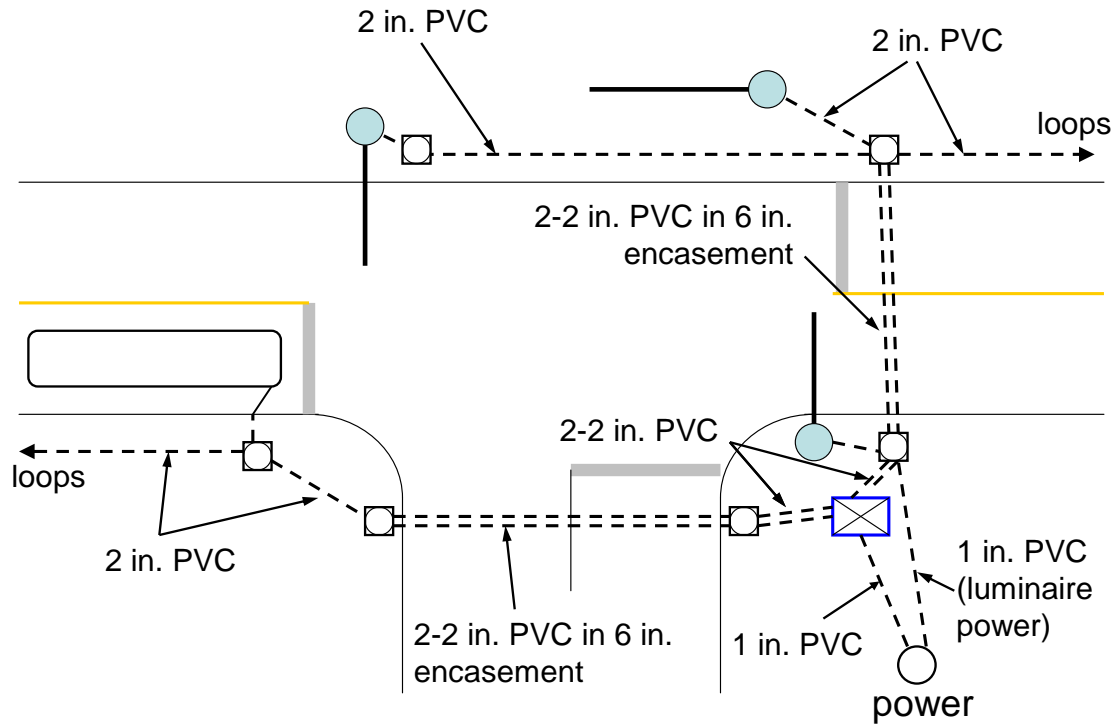 2 in. PVC
2 in. PVC
loops
2-2 in. PVC in 6 in.
encasement
2-2 in. PVC
loops
2 in. PVC
1 in. PVC
(luminaire
power)
2-2 in. PVC in 6 in.
encasement
1 in. PVC
power